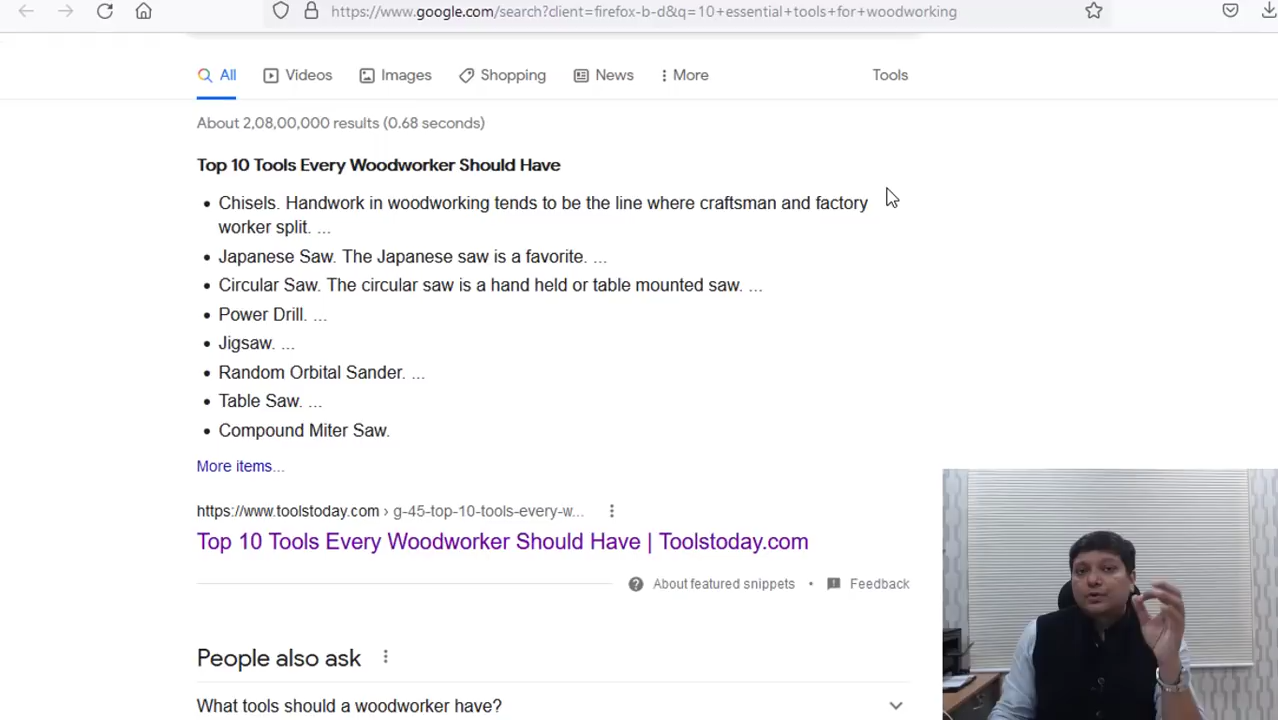 https://www.google.com/search?client=firefox-b-d&q=10+essential+tools+for+woodworking
All Videos Images Shopping News More Tools
About 2,08,00,000 results (0.68 seconds)
Top 10 Tools Every Woodworker Should Have
• Chisels. Handwork in woodworking tends to be the line where craftsman and factory
worker split. ...
• Japanese Saw. The Japanese saw is a favorite. ...
• Circular Saw. The circular saw is a hand held or table mounted saw. ...
• Power Drill. ...
• Jigsaw. ...
• Random Orbital Sander. ...
• Table Saw. ...
• Compound Miter Saw.
More items...
https://www.toolstoday.com › g-45-top-10-tools-every-w...
Top 10 Tools Every Woodworker Should Have | Toolstoday.com
About featured snippets • Feedback
People also ask
What tools should a woodworker have?